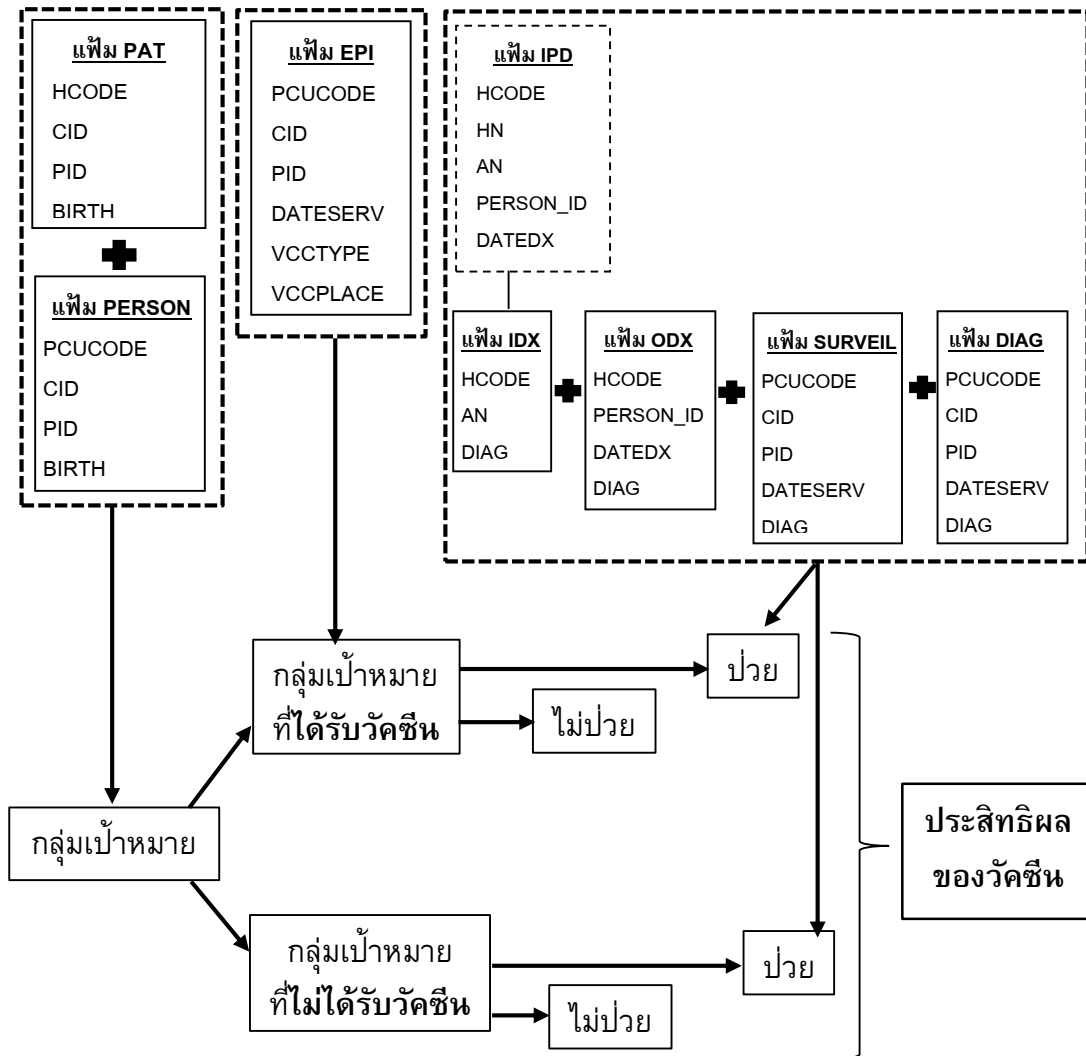 แฟ้ม PAT
HCODE
CID
PID
BIRTH
แฟ้ม PERSON
PCUCODE
CID
PID
BIRTH
แฟ้ม EPI
PCUCODE
CID
PID
DATESERV
VCCTYPE
VCCPLACE
แฟ้ม IPD
HCODE
HN
AN
PERSON_ID
DATEDX
แฟ้ม IDX
HCODE
AN
DIAG
แฟ้ม ODX
HCODE
PERSON_ID
DATEDX
DIAG
แฟ้ม SURVEIL
PCUCODE
CID
PID
DATESERV
DIAG
แฟ้ม DIAG
PCUCODE
CID
PID
DATESERV
DIAG
กลุ่มเป้าหมาย
กลุ่มเป้าหมาย
ที่ได้รับวัคซีน
ป่วย
ไม่ป่วย
กลุ่มเป้าหมาย
ที่ไม่ได้รับวัคซีน
ป่วย
ไม่ป่วย
ประสิทธิผล
ของวัคซีน